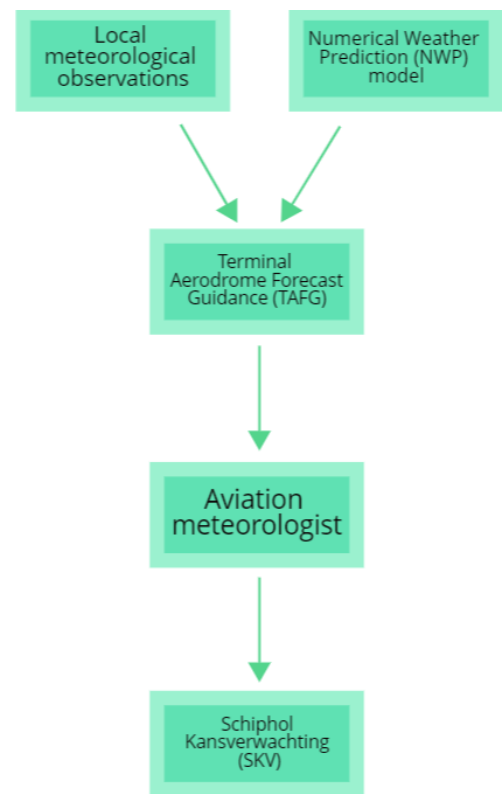 Local
meteorological
observations
Numerical Weather
Prediction (NWP)
model
Terminal
Aerodrome Forecast
Guidance (TAFG)
Aviation
meteorologist
Schiphol
Kansverwachting
(SKV)